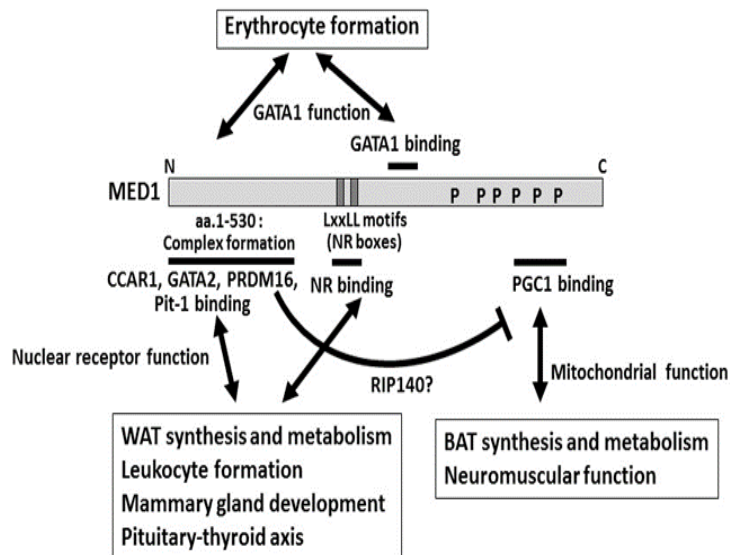 Erythrocyte formation
GATA1 function
GATA1 binding
N
C
MED1
P P P P P P
aa.1-530 :
Complex formation
LxxLL motifs
(NR boxes)
CCAR1, GATA2, PRDM16,
Pit-1 binding
NR binding
PGC1 binding
Nuclear receptor function
RIP140?
Mitochondrial function
WAT synthesis and metabolism
Leukocyte formation
Mammary gland development
Pituitary-thyroid axis
BAT synthesis and metabolism
Neuromuscular function